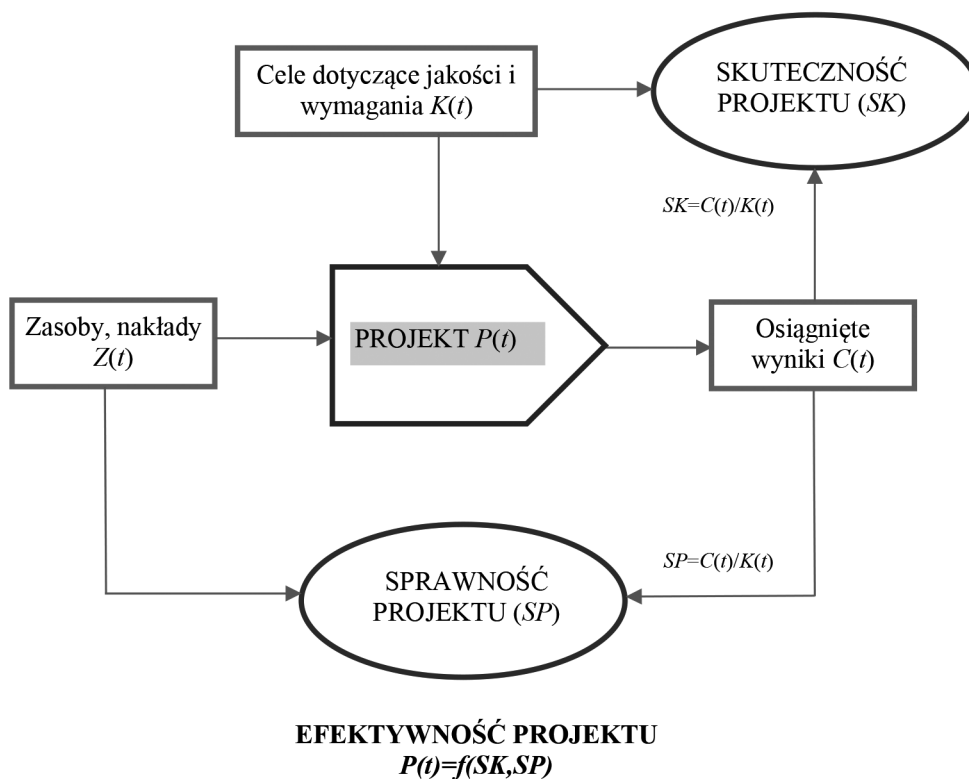 Cele dotyczące jakości i
wymagania K(t)
SKUTECZNOŚĆ
PROJEKTU (SK)
SK=C(t)/K(t)
Zasoby, nakłady
Z(t)
PROJEKT P(t)
Osiągnięte
wyniki C(t)
SP=C(t)/K(t)
SPRAWNOŚĆ
PROJEKTU (SP)
EFEKTYWNOŚĆ PROJEKTU
P(t)=f(SK,SP)